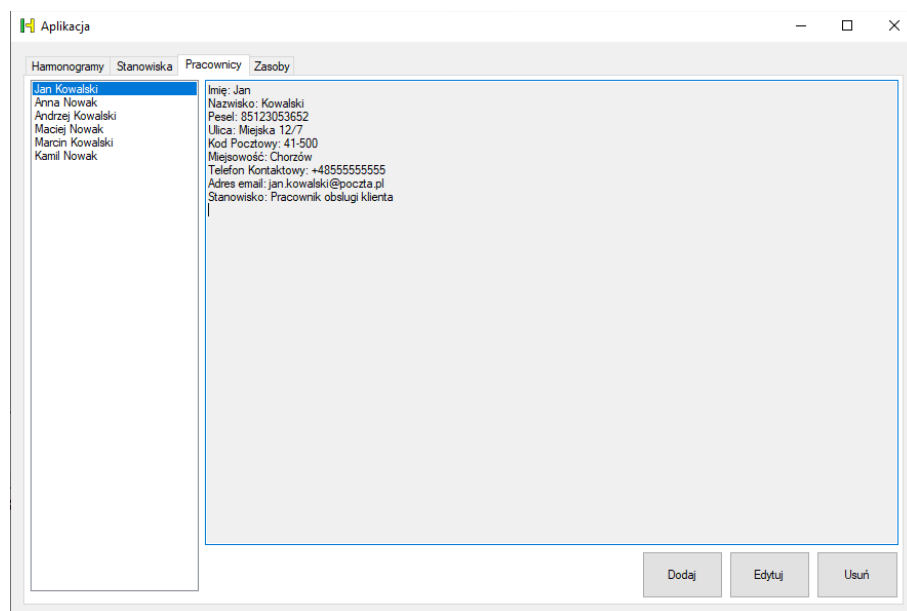 Aplikacja
Harmonogramy Stanowiska Pracownicy Zasoby
Jan Kowalski
Anna Nowak
Andrzej Kowalski
Maciej Nowak
Marcin Kowalski
Kamil Nowak
Imię: Jan
Nazwisko: Kowalski
Pesel: 85123053652
Ulica: Miejska 12/7
Kod Pocztowy: 41-500
Miejsowość: Chorzów
Telefon Kontaktowy: +48555555555
Adres email: jan.kowalski@poczta.pl
Stanowisko: Pracownik obslugi klienta
Dodaj Edytuj Usuń